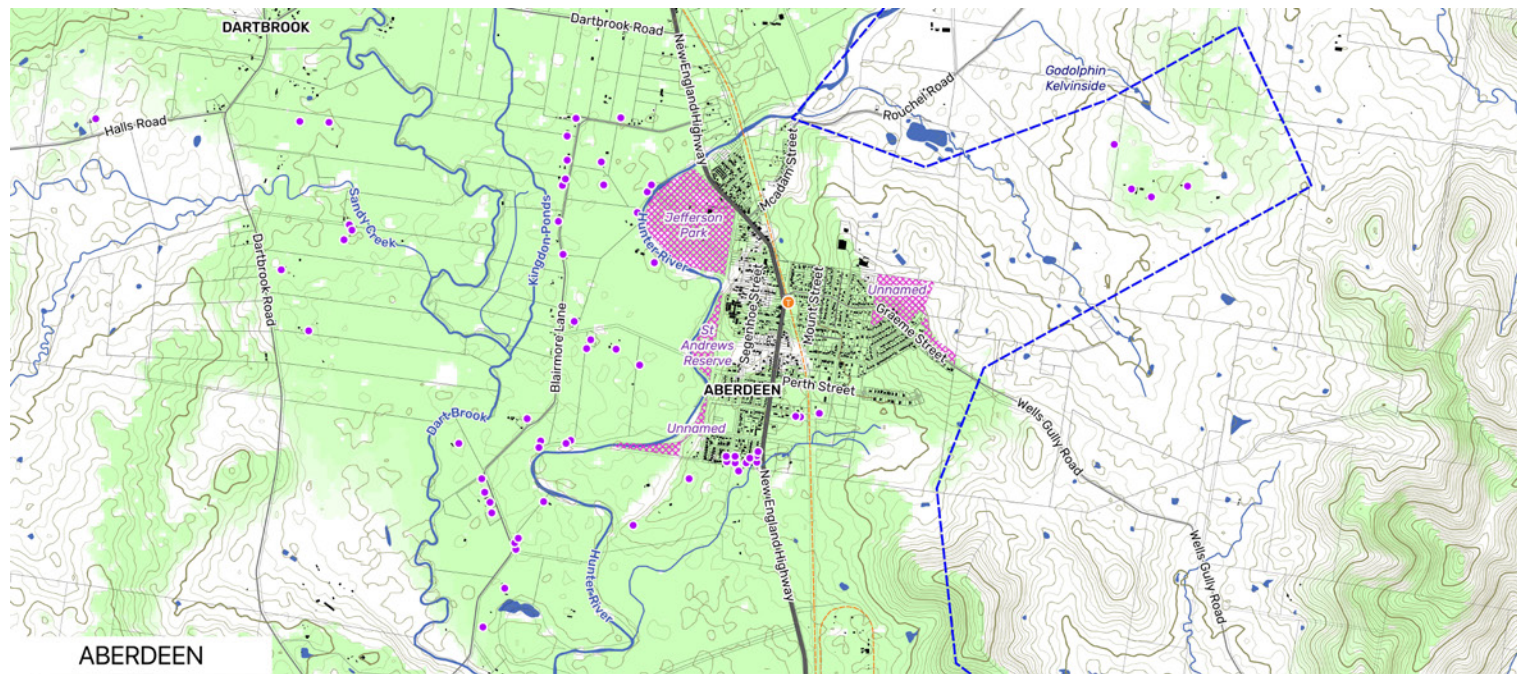 DARTBROOK
Dartbrook Road
New England Highway
Godolphin
Kelvinside
Rouchel Road
Halls Road
Mcadam Street
Sandy Creek
Kingdon Ponds
Hunter River
Jefferson
Park
Dartbrook Road
Blairmore Lane
Segenhoe Street
T
Mount Street
Unnamed
Graeme Street
St
Andrews
Reserve
ABERDEEN
Perth Street
Dart Brook
Unnamed
Wells Gully Road
New England Highway
Hunter River
Wells Gully Road
ABERDEEN